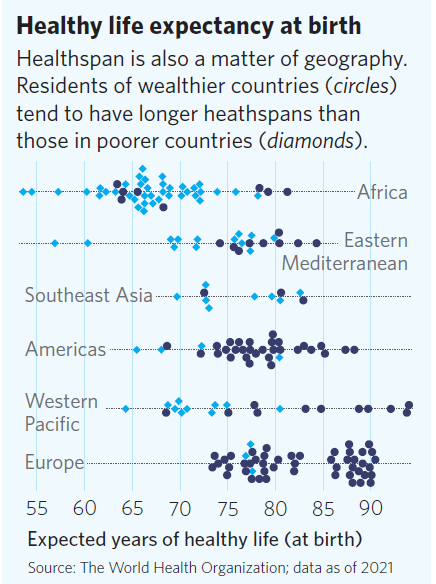 Healthy life expectancy at birth
Healthspan is also a matter of geography.
Residents of wealthier countries (circles)
tend to have longer heathspans than
those in poorer countries (diamonds).
Africa
Eastern
Mediterranean
Southeast Asia
Americas
Western
Pacific
Europe
55 60 65 70 75 80 85 90
Expected years of healthy life (at birth)
Source: The World Health Organization; data as of 2021